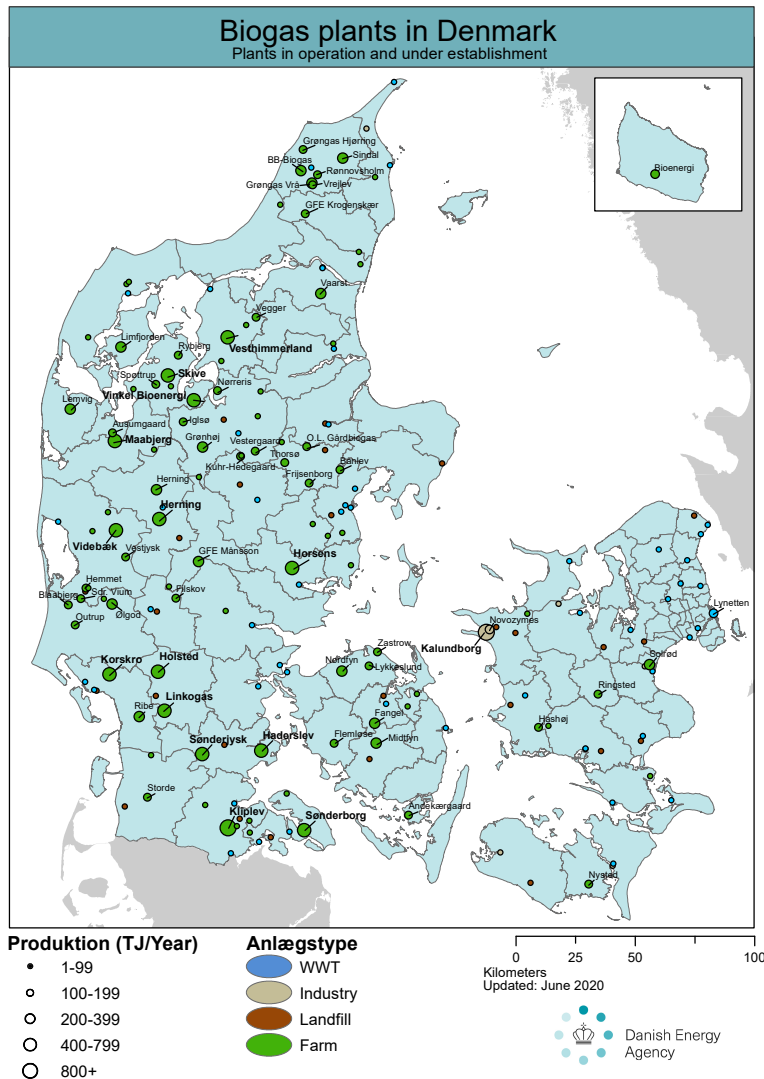 Biogas plants in Denmark
Plants in operation and under establishment
Grøngas Hjørring
Sindal
BB-Biogas
Rønnovsholm
Grøngas Vrå
Vrejlev
GFE Krogenskær
Bioenergi
Vaarst
Vegger
Limfjorden
Rybjerg
Vesthimmerland
Spøttrup
Skive
Nørreris
Vinkel Bioenergi
Lemvig
Iglsø
Ausumgaard
Maabjerg
Grønhøj
Vestergaard
O.L. Gårdbiogas
Kuhr-Hedegaard
Thorsø
Bånlev
Frijsenborg
Herning
Herning
Videbæk
Vestjysk
GFE Månsson
Horsens
Hemmet
Blaabjerg
Sdr. Vium
Filskov
Ølgod
Outrup
Lynetten
Novozymes
Kalundborg
Zastrow
Solrød
Korskro
Holsted
Nordfyn
Lykkeslund
Ringsted
Linkogas
Ribe
Fangel
Hashøj
Sønderjysk
Haderslev
Flemløse
Midtfyn
Storde
Andekærgaard
Kliplev
Sønderborg
Nysted
Produktion (TJ/Year)
1-99
100-199
200-399
400-799
800+
Anlægstype
WWT
Industry
Landfill
Farm
0 25 50 100
Kilometers
Updated: June 2020
Danish Energy
Agency